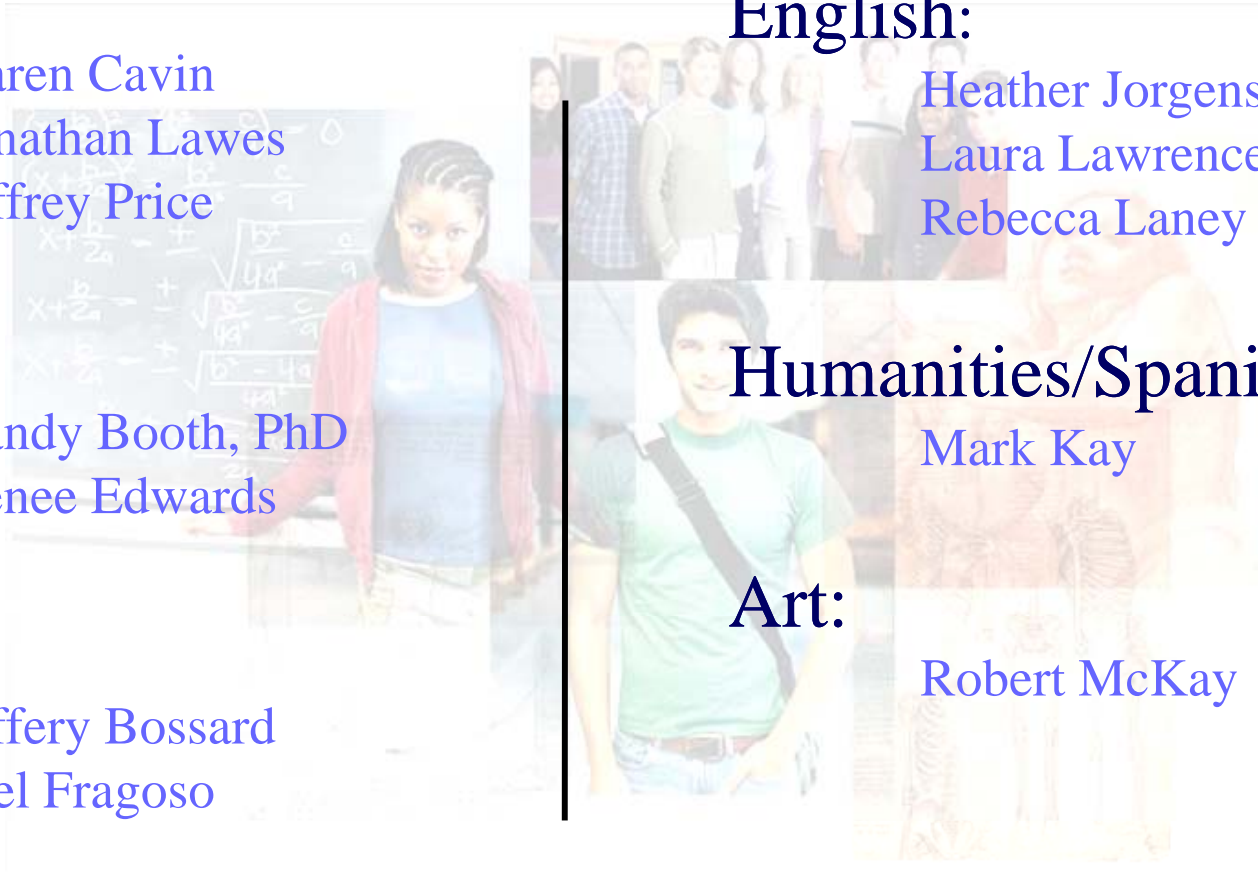 aren Cavin
nathan Lawes
ffrey Price
andy Booth, PhD
enee Edwards
ffery Bossard
el Fragoso
English:
Heather Jorgens
Laura Lawrence
Rebecca Laney
Humanities/Spani
Mark Kay
Art:
Robert McKay